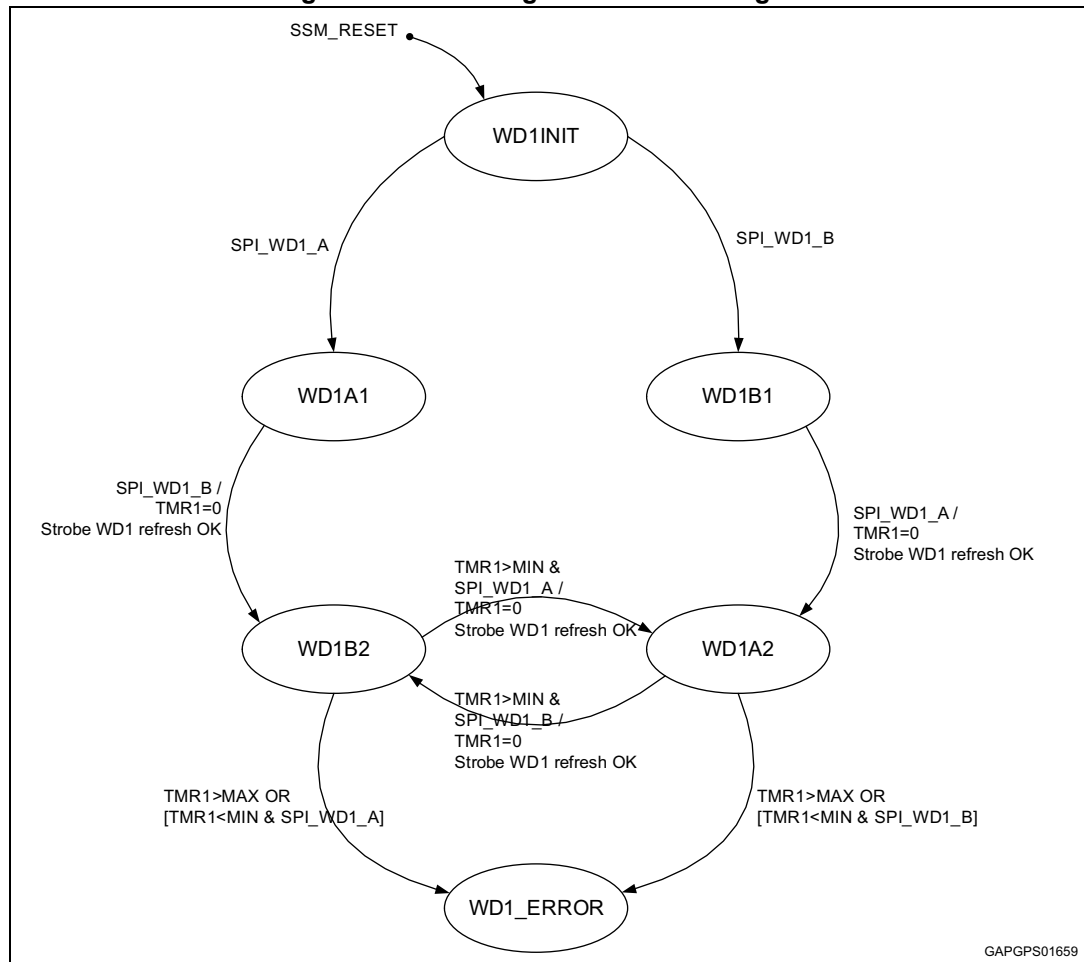 SSM_RESET
WD1INIT
SPI_WD1_A
SPI_WD1_B
WD1A1
WD1B1
SPI_WD1_B /
TMR1=0
Strobe WD1 refresh OK
SPI_WD1_A /
TMR1=0
Strobe WD1 refresh OK
TMR1>MIN &
SPI_WD1_A /
TMR1=0
Strobe WD1 refresh OK
WD1B2
WD1A2
TMR1>MIN &
SPI_WD1_B /
TMR1=0
Strobe WD1 refresh OK
TMR1>MAX OR
[TMR1<MIN & SPI_WD1_A]
TMR1>MAX OR
[TMR1<MIN & SPI_WD1_B]
WD1_ERROR
GAPGPS01659